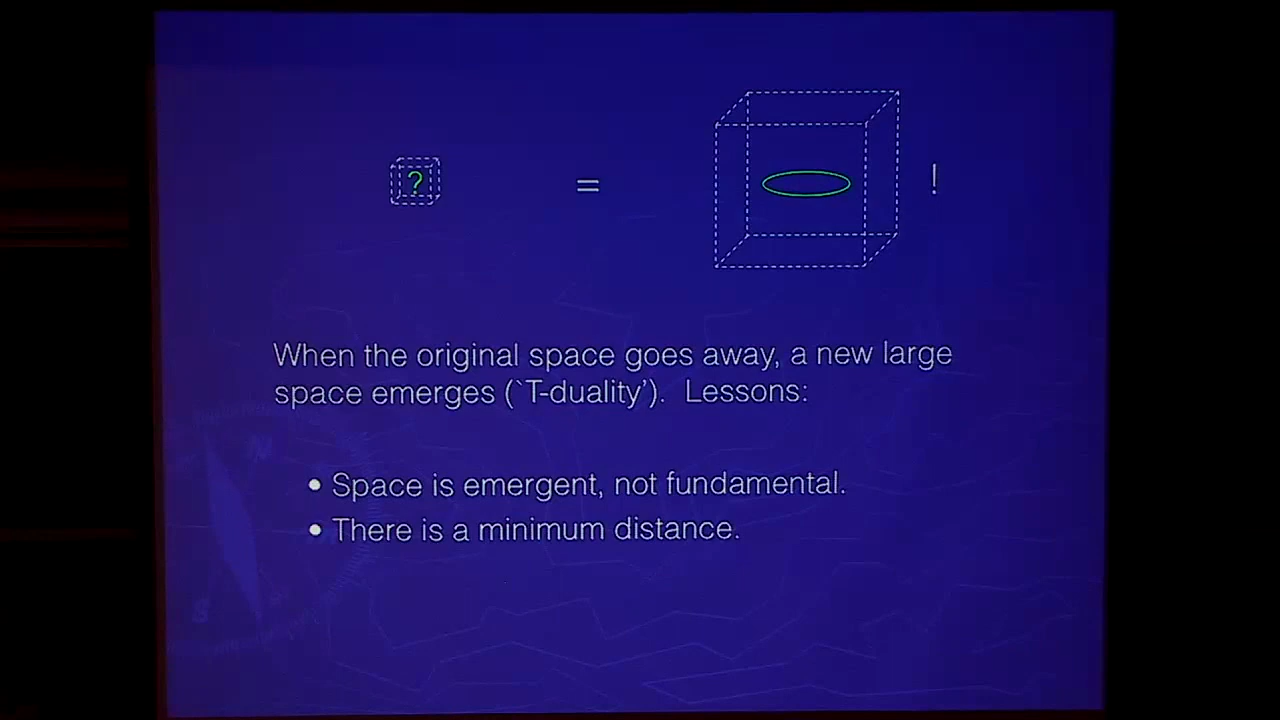 ? = !
When the original space goes away, a new large
space emerges (`T-duality').  Lessons:
• Space is emergent, not fundamental.
• There is a minimum distance.
N
S